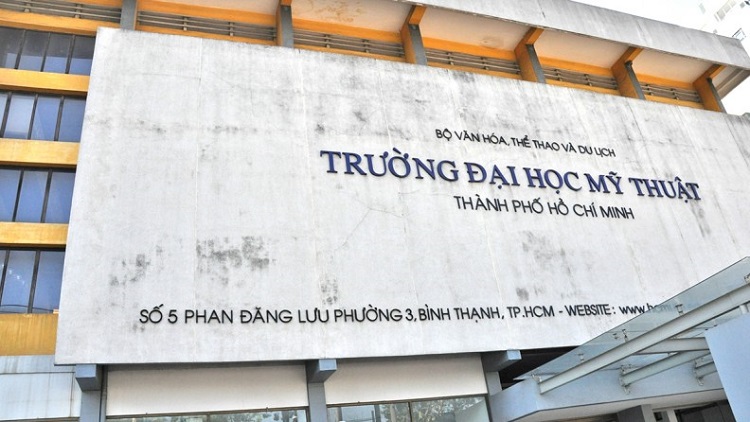 BỘ VĂN HÓA, THỂ THAO VÀ DU LỊCH
TRƯỜNG ĐẠI HỌC MỸ THUẬT
THÀNH PHỐ HỒ CHÍ MINH
SỐ 5 PHAN ĐĂNG LƯU PHƯỜNG 3, BÌNH THẠNH, TP.HCM - WEBSITE: